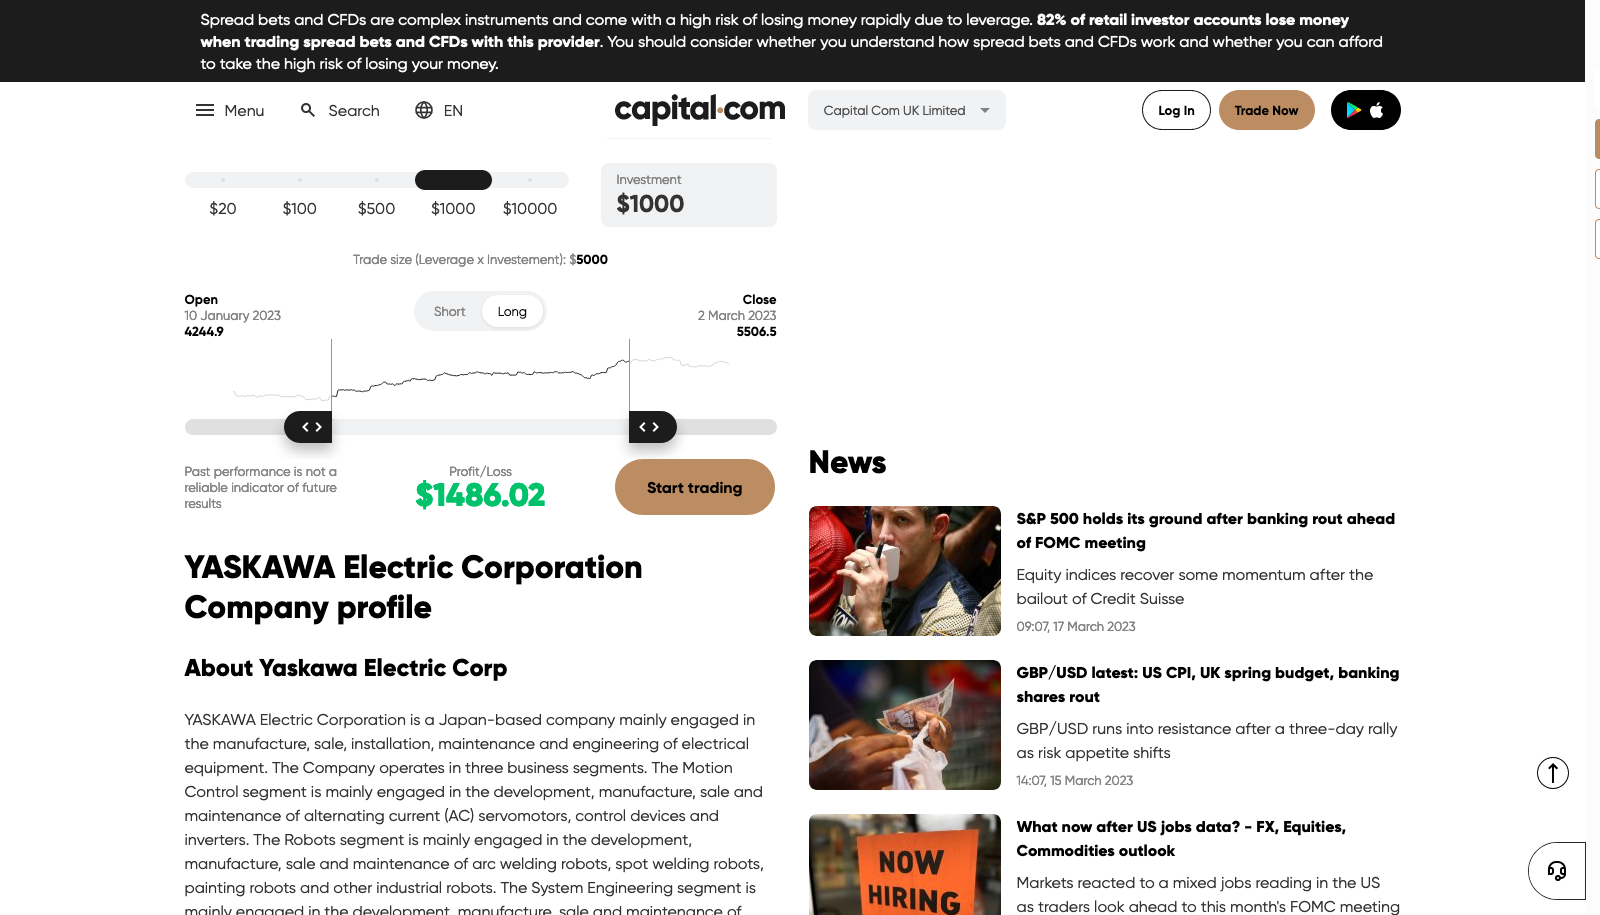 Spread bets and CFDs are complex instruments and come with a high risk of losing money rapidly due to leverage. 82% of retail investor accounts lose money
when trading spread bets and CFDs with this provider. You should consider whether you understand how spread bets and CFDs work and whether you can afford
to take the high risk of losing your money.
Menu
Search
EN
capital.com
Capital Com UK Limited
Log In
Trade Now
$20
$100
$500
$1000
$10000
Investment
$1000
Trade size (Leverage x Investement): $5000
Open
10 January 2023
4244.9
Short
Long
Close
2 March 2023
5506.5
Past performance is not a
reliable indicator of future
results
Profit/Loss
$1486.02
Start trading
YASKAWA Electric Corporation
Company profile
About Yaskawa Electric Corp
YASKAWA Electric Corporation is a Japan-based company mainly engaged in
the manufacture, sale, installation, maintenance and engineering of electrical
equipment. The Company operates in three business segments. The Motion
Control segment is mainly engaged in the development, manufacture, sale and
maintenance of alternating current (AC) servomotors, control devices and
inverters. The Robots segment is mainly engaged in the development,
manufacture, sale and maintenance of arc welding robots, spot welding robots,
painting robots and other industrial robots. The System Engineering segment is
mainly engaged in the development, manufacture, sale and maintenance of
News
S&P 500 holds its ground after banking rout ahead
of FOMC meeting
Equity indices recover some momentum after the
bailout of Credit Suisse
09:07, 17 March 2023
GBP/USD latest: US CPI, UK spring budget, banking
shares rout
GBP/USD runs into resistance after a three-day rally
as risk appetite shifts
14:07, 15 March 2023
NOW
HIRING
What now after US jobs data? - FX, Equities,
Commodities outlook
Markets reacted to a mixed jobs reading in the US
as traders look ahead to this month's FOMC meeting